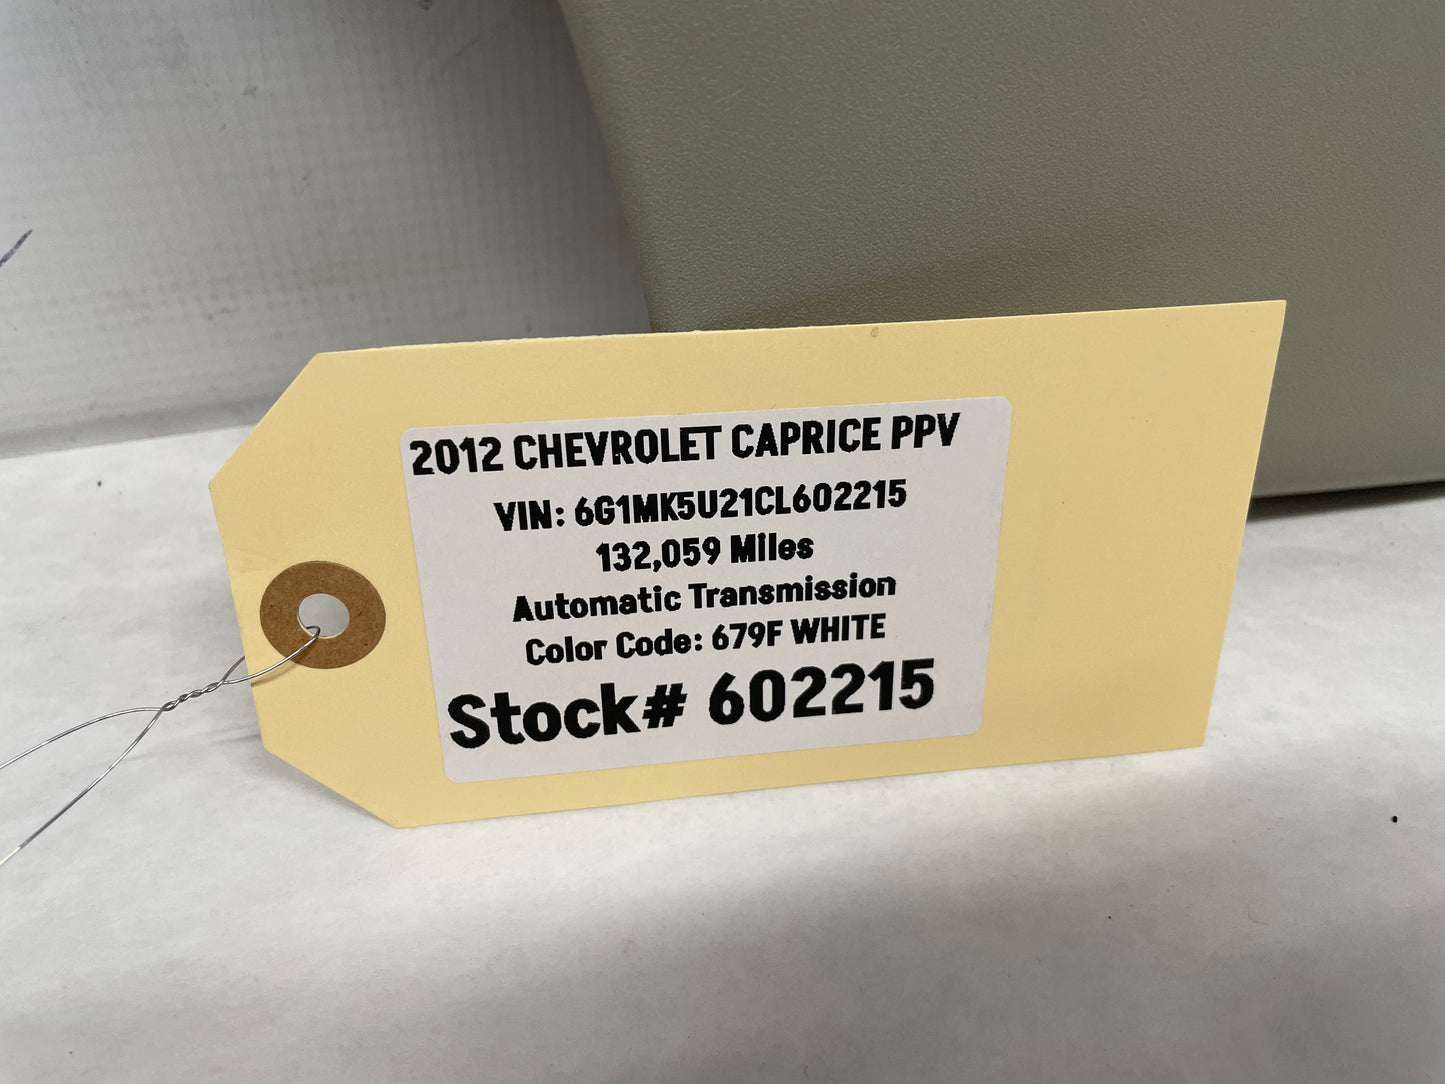 2012 CHEVROLET CAPRICE PPV
VIN: 6G1MK5U21CL602215
132,059 Miles
Automatic Transmission
Color Code: 679F WHITE
Stock# 602215